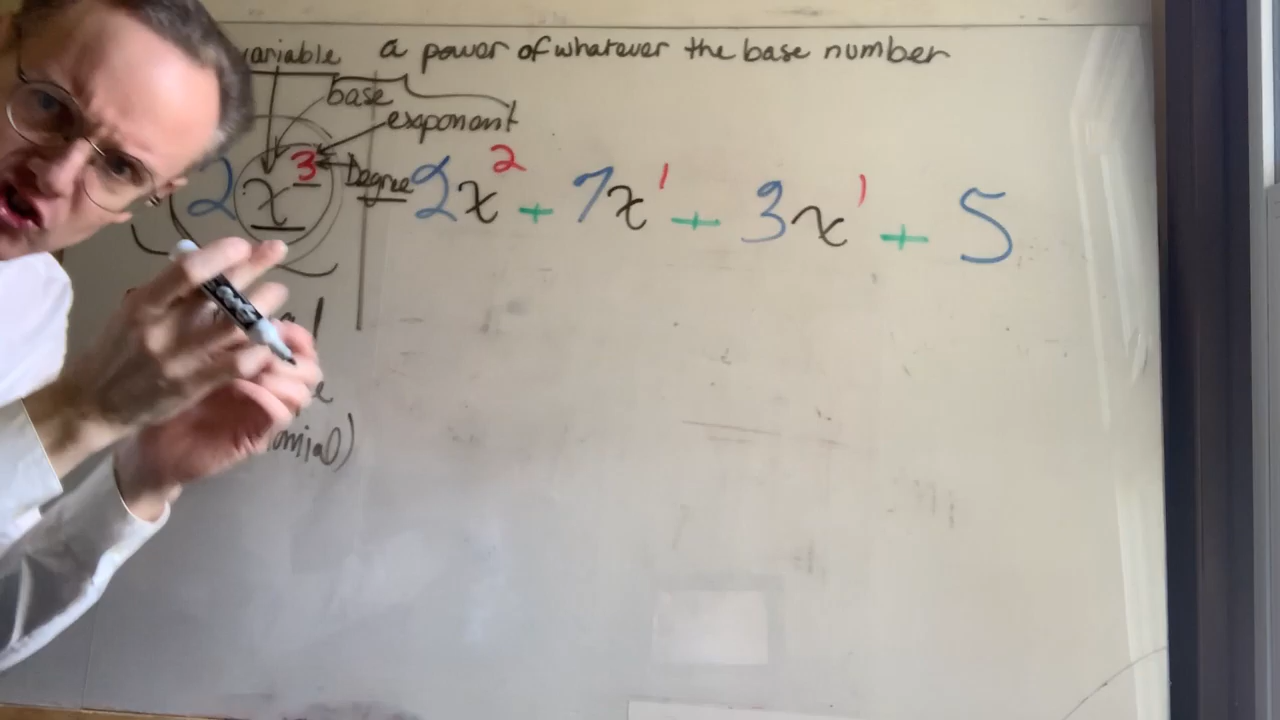 variable a power of whatever the base number
base
exponent
Degree
2x³ 2x² + 7x¹ + 3x¹ + 5